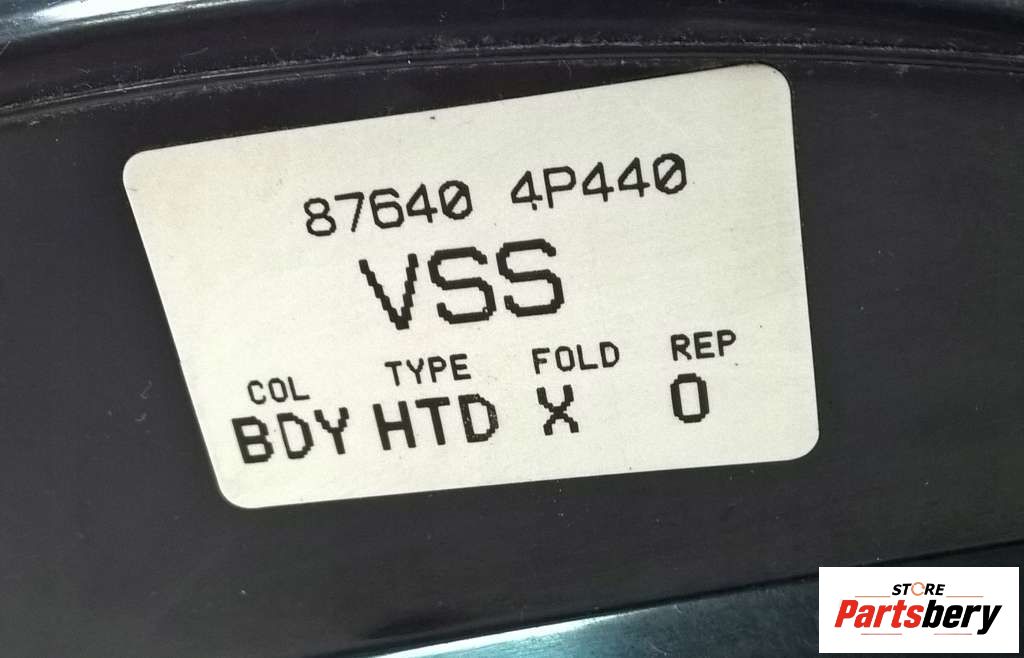 87640 4P440
VSS
COL TYPE FOLD REP
BDY HTD X 0
STORE
Partsbery